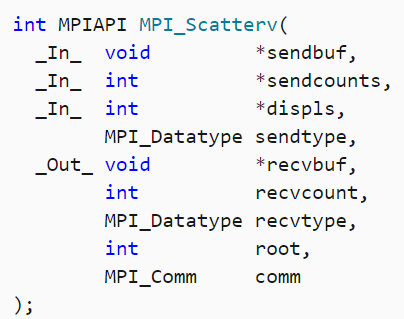 int MPIAPI MPI_Scatterv(
  _In_  void         *sendbuf,
  _In_  int          *sendcounts,
  _In_  int          *displs,
        MPI_Datatype sendtype,
  _Out_ void         *recvbuf,
        int          recvcount,
        MPI_Datatype recvtype,
        int          root,
        MPI_Comm     comm
);